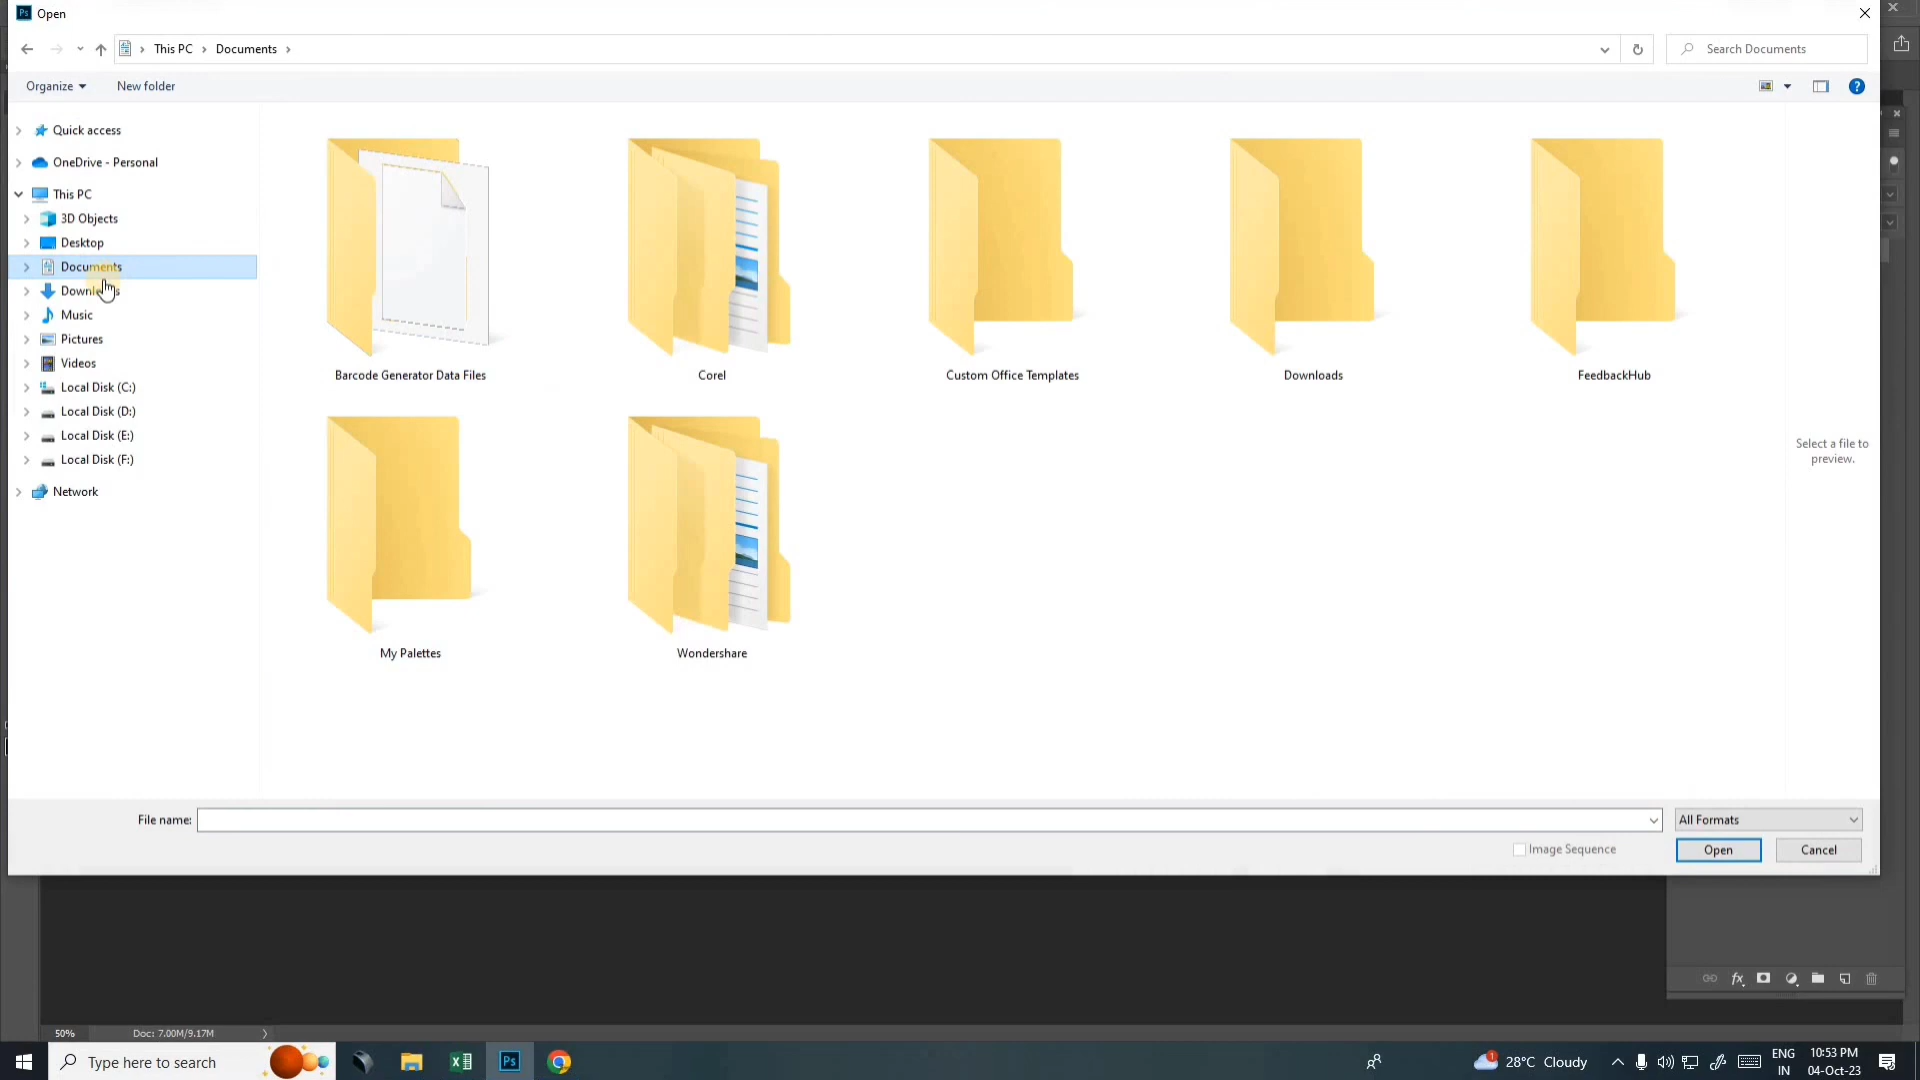 Ps Open
This PC Documents
Search Documents
Organize New folder
Quick access
OneDrive - Personal
This PC
3D Objects
Desktop
Documents
Downloads
Music
Pictures
Videos
Local Disk (C:)
Local Disk (D:)
Local Disk (E:)
Local Disk (F:)
Network
Barcode Generator Data Files
Corel
Custom Office Templates
Downloads
FeedbackHub
My Palettes
Wondershare
Select a file to
preview.
File name:
All Formats
Image Sequence
Open
Cancel
fx
50% Doc: 7.00M/9.17M
Type here to search
Ps
1
28°C Cloudy
ENG
IN
10:53 PM
04-Oct-23